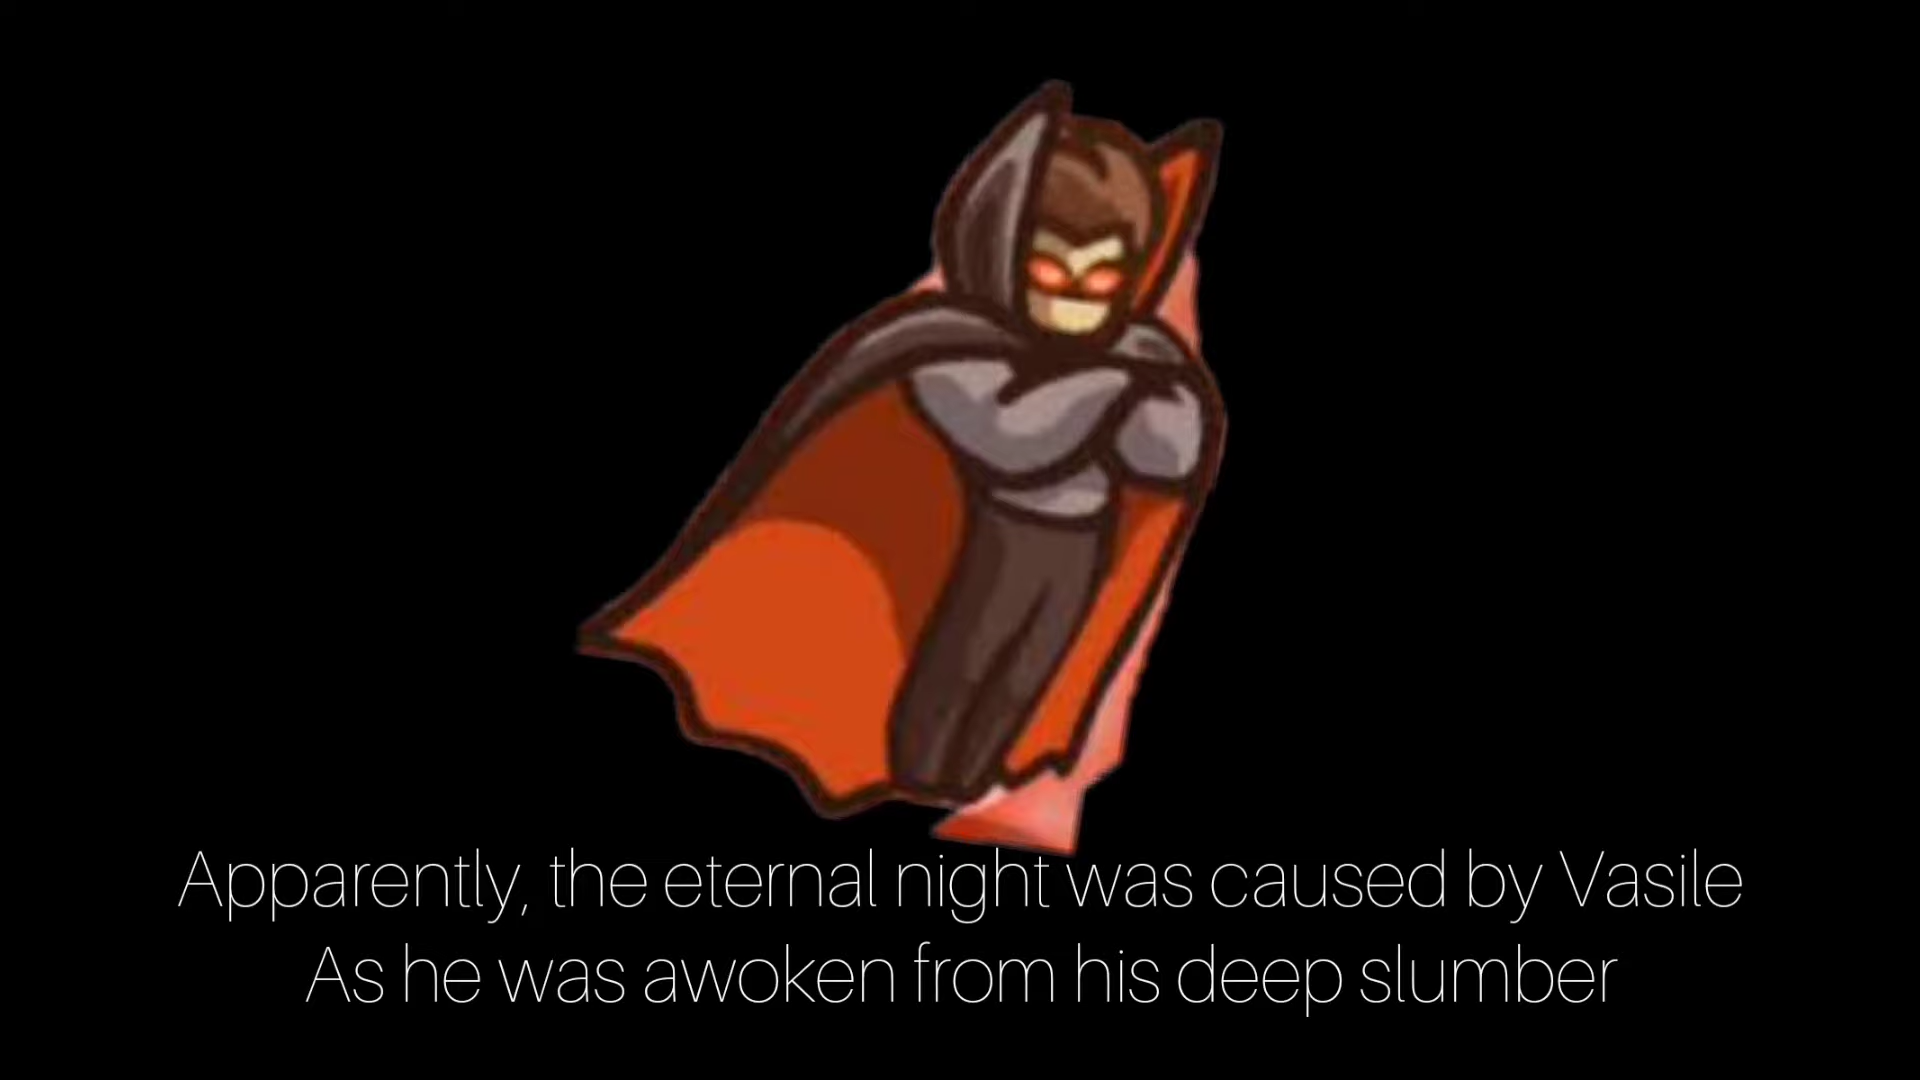 Apparently, the eternal night was caused by Vasile
As he was awoken from his deep slumber